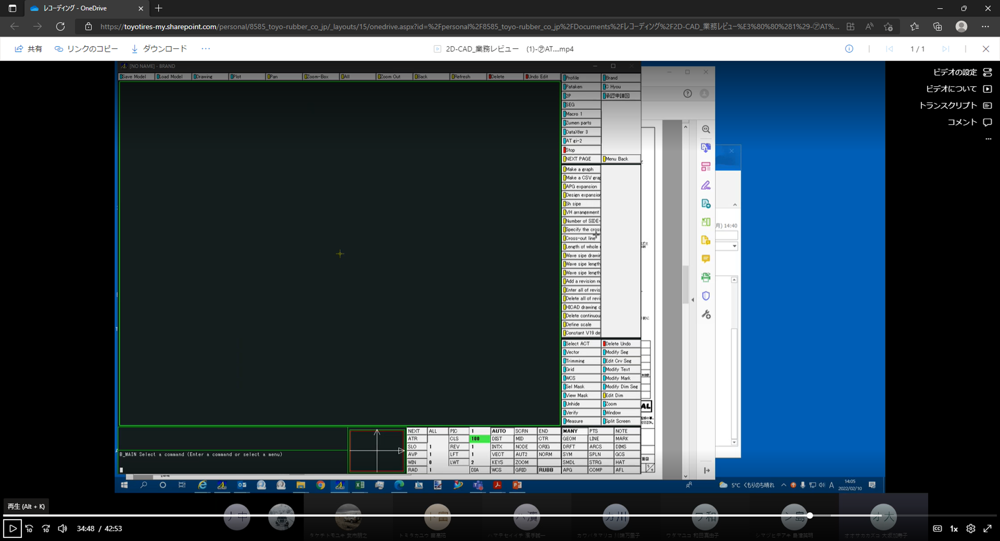 レコーディング - OneDrive
https://toyotires-my.sharepoint.com/personal/8585_toyo-rubber_co_jp/_layouts/15/onedrive.aspx?id=%2Fpersonal%2F8585_toyo-rubber_co_jp%2FDocuments%2Fレコーディング%2F2D-CAD_業務レビュー%E3%80%80%281%29-㋐AT%...
共有 リンクのコピー ダウンロード ...
2D-CAD_業務レビュー (1)-㋐AT....mp4
1 / 1
ビデオの設定
ビデオについて
トランスクリプト
コメント
[NO NAME] - BRAND
Save Model Load Model Drawing Plot Pan Zoom-Box All Zoom Out Back Refresh Delete Undo Edit
Profile Brand
Pataken C Hyou
2P 承認申請図
SEG
Macro 1
Zumen parts
DataXfer 3
AT gi-2
Stop
NEXT PAGE Menu Back
Make a graph
Make a CSV grap
APG expansion
Design expansion
Sh sipe
VH arrangement
Number of SIDE-
Specify the cross
Cross-out line
Length of whole
Wave sipe drawin
Wave sipe length
Wave sipe length
Add a revision nu
Enter all of revis
Delete all of revi
HICAD drawing c
Delete continuou
Define scale
Constant V19 de
Select ACT Delete Undo
Vector Modify Seg
Trimming Edit Crv Seg
Grid Modify Text
WCS Modify Mark
Sel Mask Modify Dim Seg
View Mask Edit Dim
Unhide Zoom
Verify Window
Measure Split Screen
月) 14:40
AL
NEXT ALL PIC 1 AUTO SCRN END MANY PTS NOTE
ATR CLS 100 DIST MID CTR GEOM LINE MARK
SLO 1 REV 1 INTX NODE ORIG DRFT ARCS DIMS
AVP 1 LFT 1 VECT AUT2 NORM SYM SPLN GCS
WIN 0 LWT 2 KEYS ZOOM SMDL STRG HAT
RAD 1 DIA WCS GRID RUBB APG COMP AFL
B_MAIN Select a command (Enter a command or select a menu)
5°C くもりのち晴れ A 14:05
2022/02/10
再生 (Alt + K)
ナ中 ト富 ハ濱 カ川 ワ和 シ島 オ大
タケチトモユキ 武市朋之 トミタカユウ 富高祐 ハマテセイイチ 濱手誠一 カワバタマリコ 川端万里子 ワダマユコ 和田真由子 シマヅヒデアキ 島津英明 オオサカカズコ 大坂加寿子
34:48 / 42:53
CC 1x